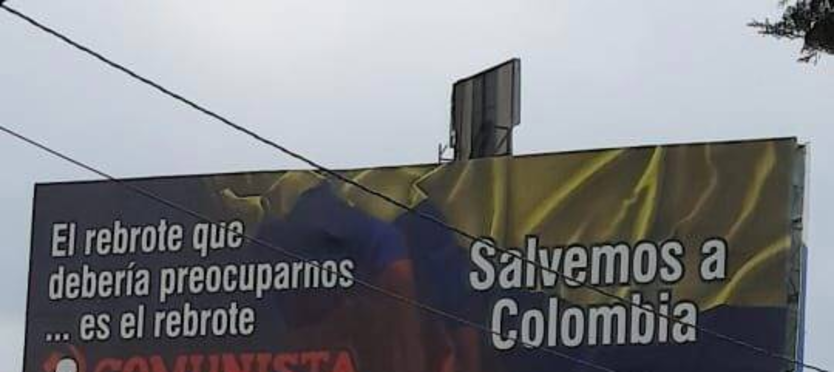 El rebrote que
debería preocuparnos
... es el rebrote
COMUNISTA
Salvemos a
Colombia